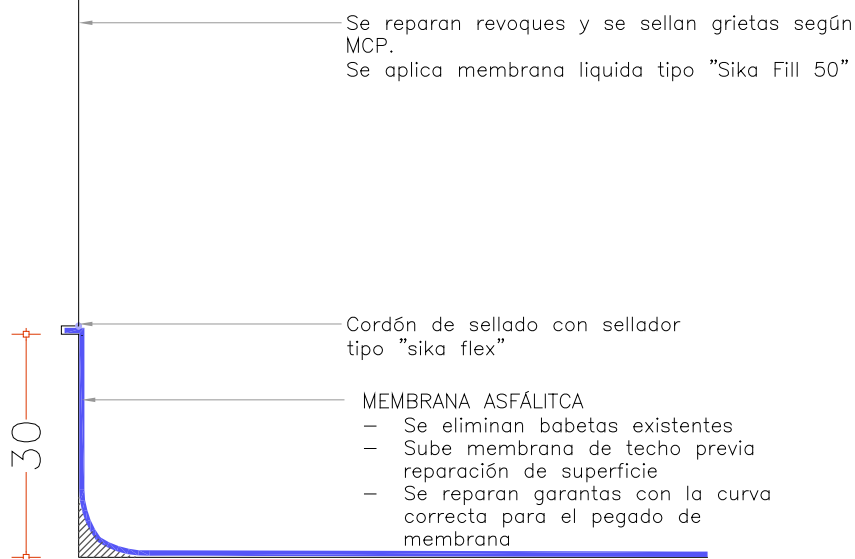 Se reparan revoques y se sellan grietas según
MCP.
Se aplica membrana liquida tipo "Sika Fill 50"
Cordón de sellado con sellador
tipo "sika flex"
MEMBRANA ASFÁLITCA
- Se eliminan babetas existentes
- Sube membrana de techo previa
reparación de superficie
- Se reparan garantas con la curva
correcta para el pegado de
membrana
30